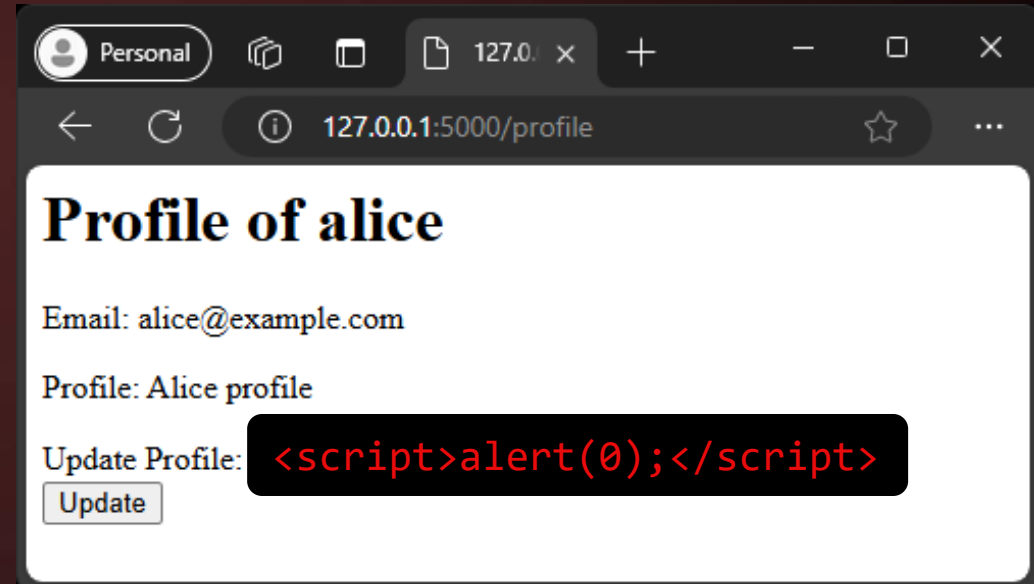 Personal
127.0.
127.0.0.1:5000/profile
Profile of alice
Email: alice@example.com
Profile: Alice profile
Update Profile: <script>alert(0);</script>
Update